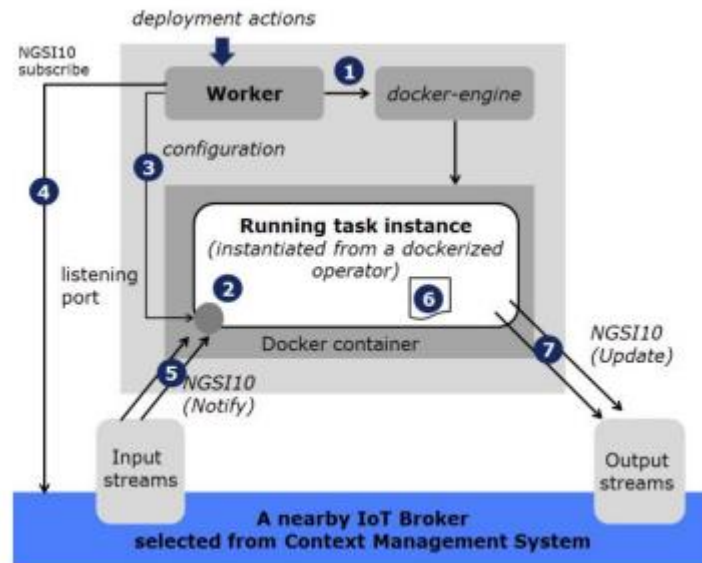 deployment actions
NGSI10
subscribe
1
Worker
docker-engine
3
configuration
4
Running task instance
(instantiated from a dockerized
operator)
listening
port
2
6
Docker container
7
NGSI10
(Update)
5
NGSI10
(Notify)
Input
streams
Output
streams
A nearby IoT Broker
selected from Context Management System